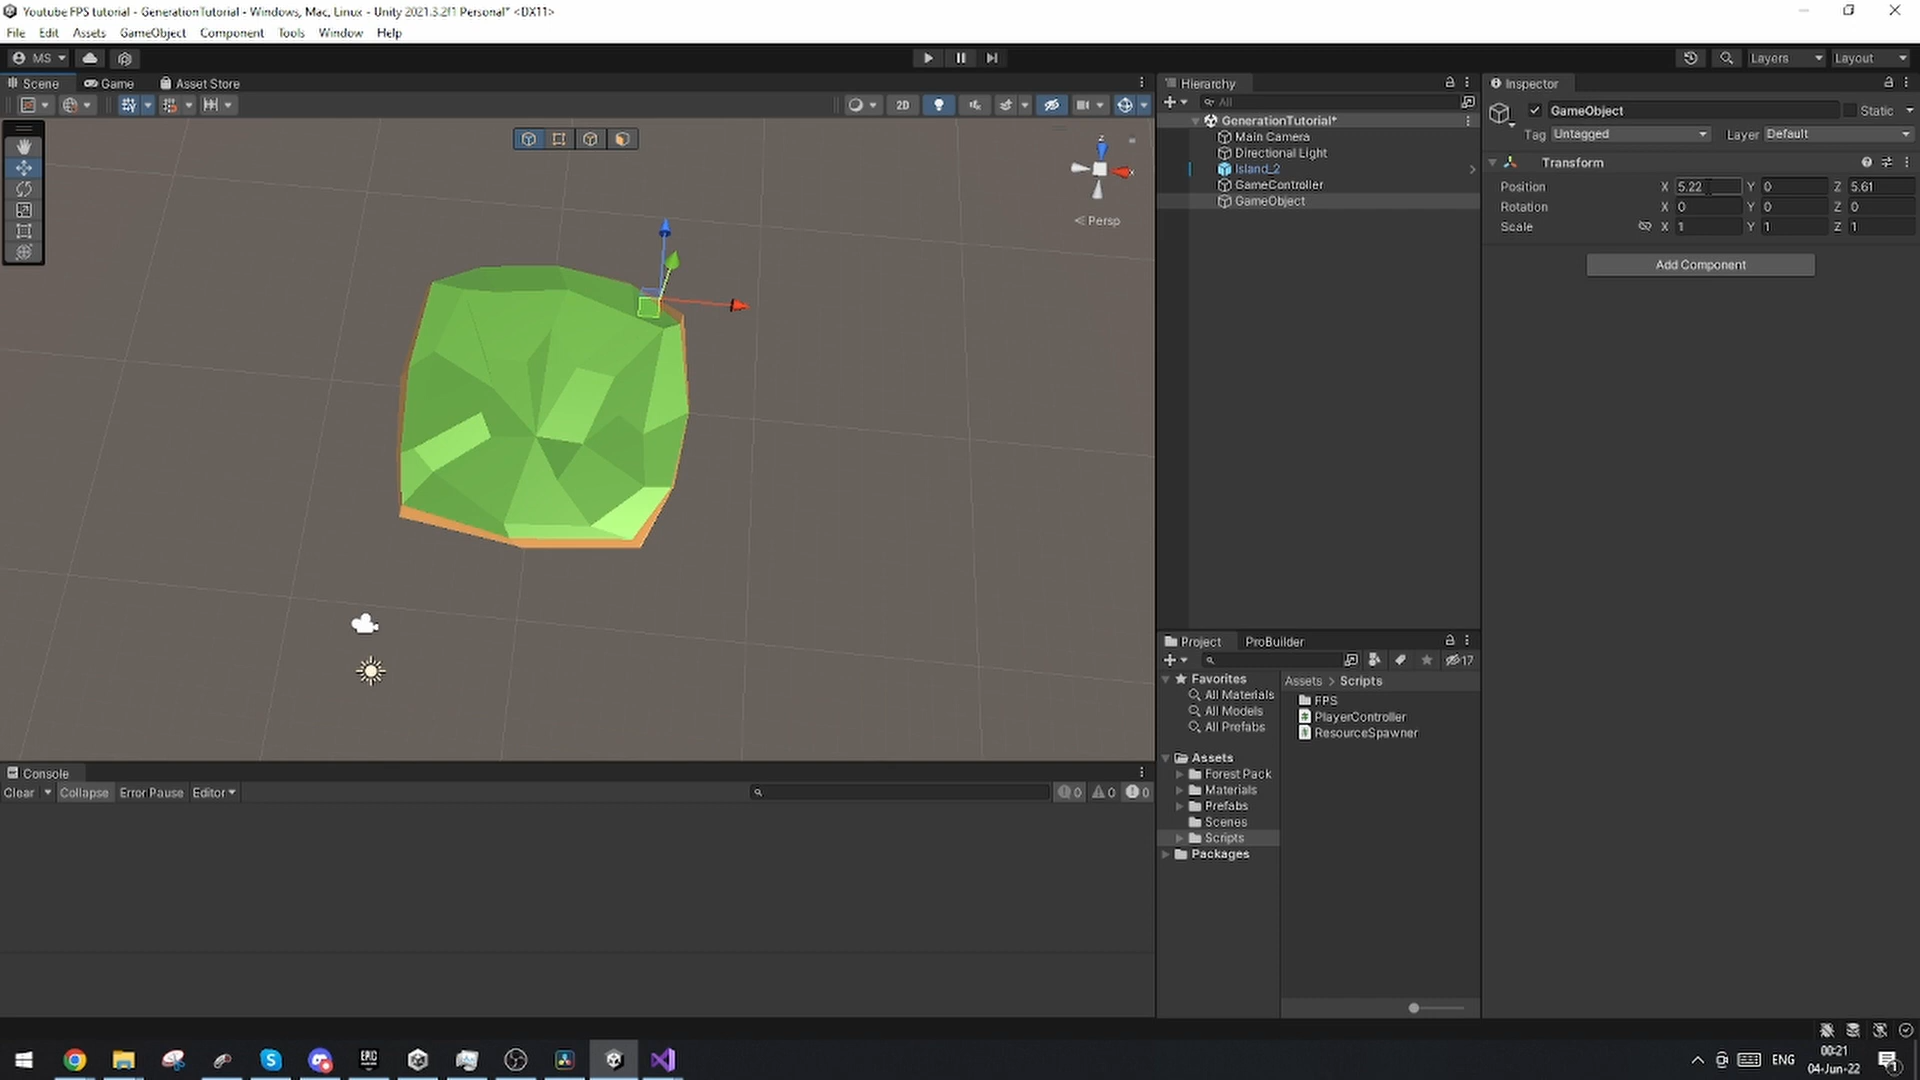 Youtube FPS tutorial - GenerationTutorial - Windows, Mac, Linux - Unity 2021.3.2f1 Personal* <DX11>
File Edit Assets GameObject Component Tools Window Help
MS
Layers Layout
Scene Game Asset Store
2D
z
x
Persp
Hierarchy
All
GenerationTutorial*
Main Camera
Directional Light
Island_2
GameController
GameObject
Inspector
GameObject Static
Tag Untagged Layer Default
Transform
Position X 5.22 Y 0 Z 5.61
Rotation X 0 Y 0 Z 0
Scale X 1 Y 1 Z 1
Add Component
Project ProBuilder
17
Favorites
All Materials
All Models
All Prefabs
Assets
Forest Pack
Materials
Prefabs
Scenes
Scripts
Packages
Assets > Scripts
FPS
PlayerController
ResourceSpawner
Console
Clear Collapse Error Pause Editor
0 0 0
EPIC
ENG
00:21
04-Jun-22
1